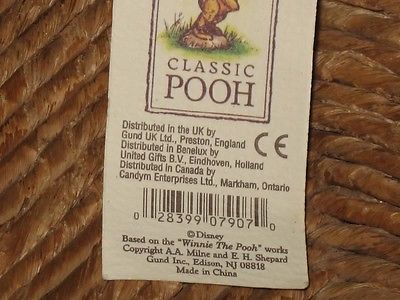 CLASSIC
POOH
Distributed in the UK by
Gund UK Ltd., Preston, England
Distributed in Benelux by
United Gifts B.V., Eindhoven, Holland
Distributed in Canada by
Candym Enterprises Ltd., Markham, Ontario
CE
0 28399 07907 0
©Disney
Based on the "Winnie The Pooh" works
Copyright A.A. Milne and E. H. Shepard
Gund Inc., Edison, NJ 08818
Made in China